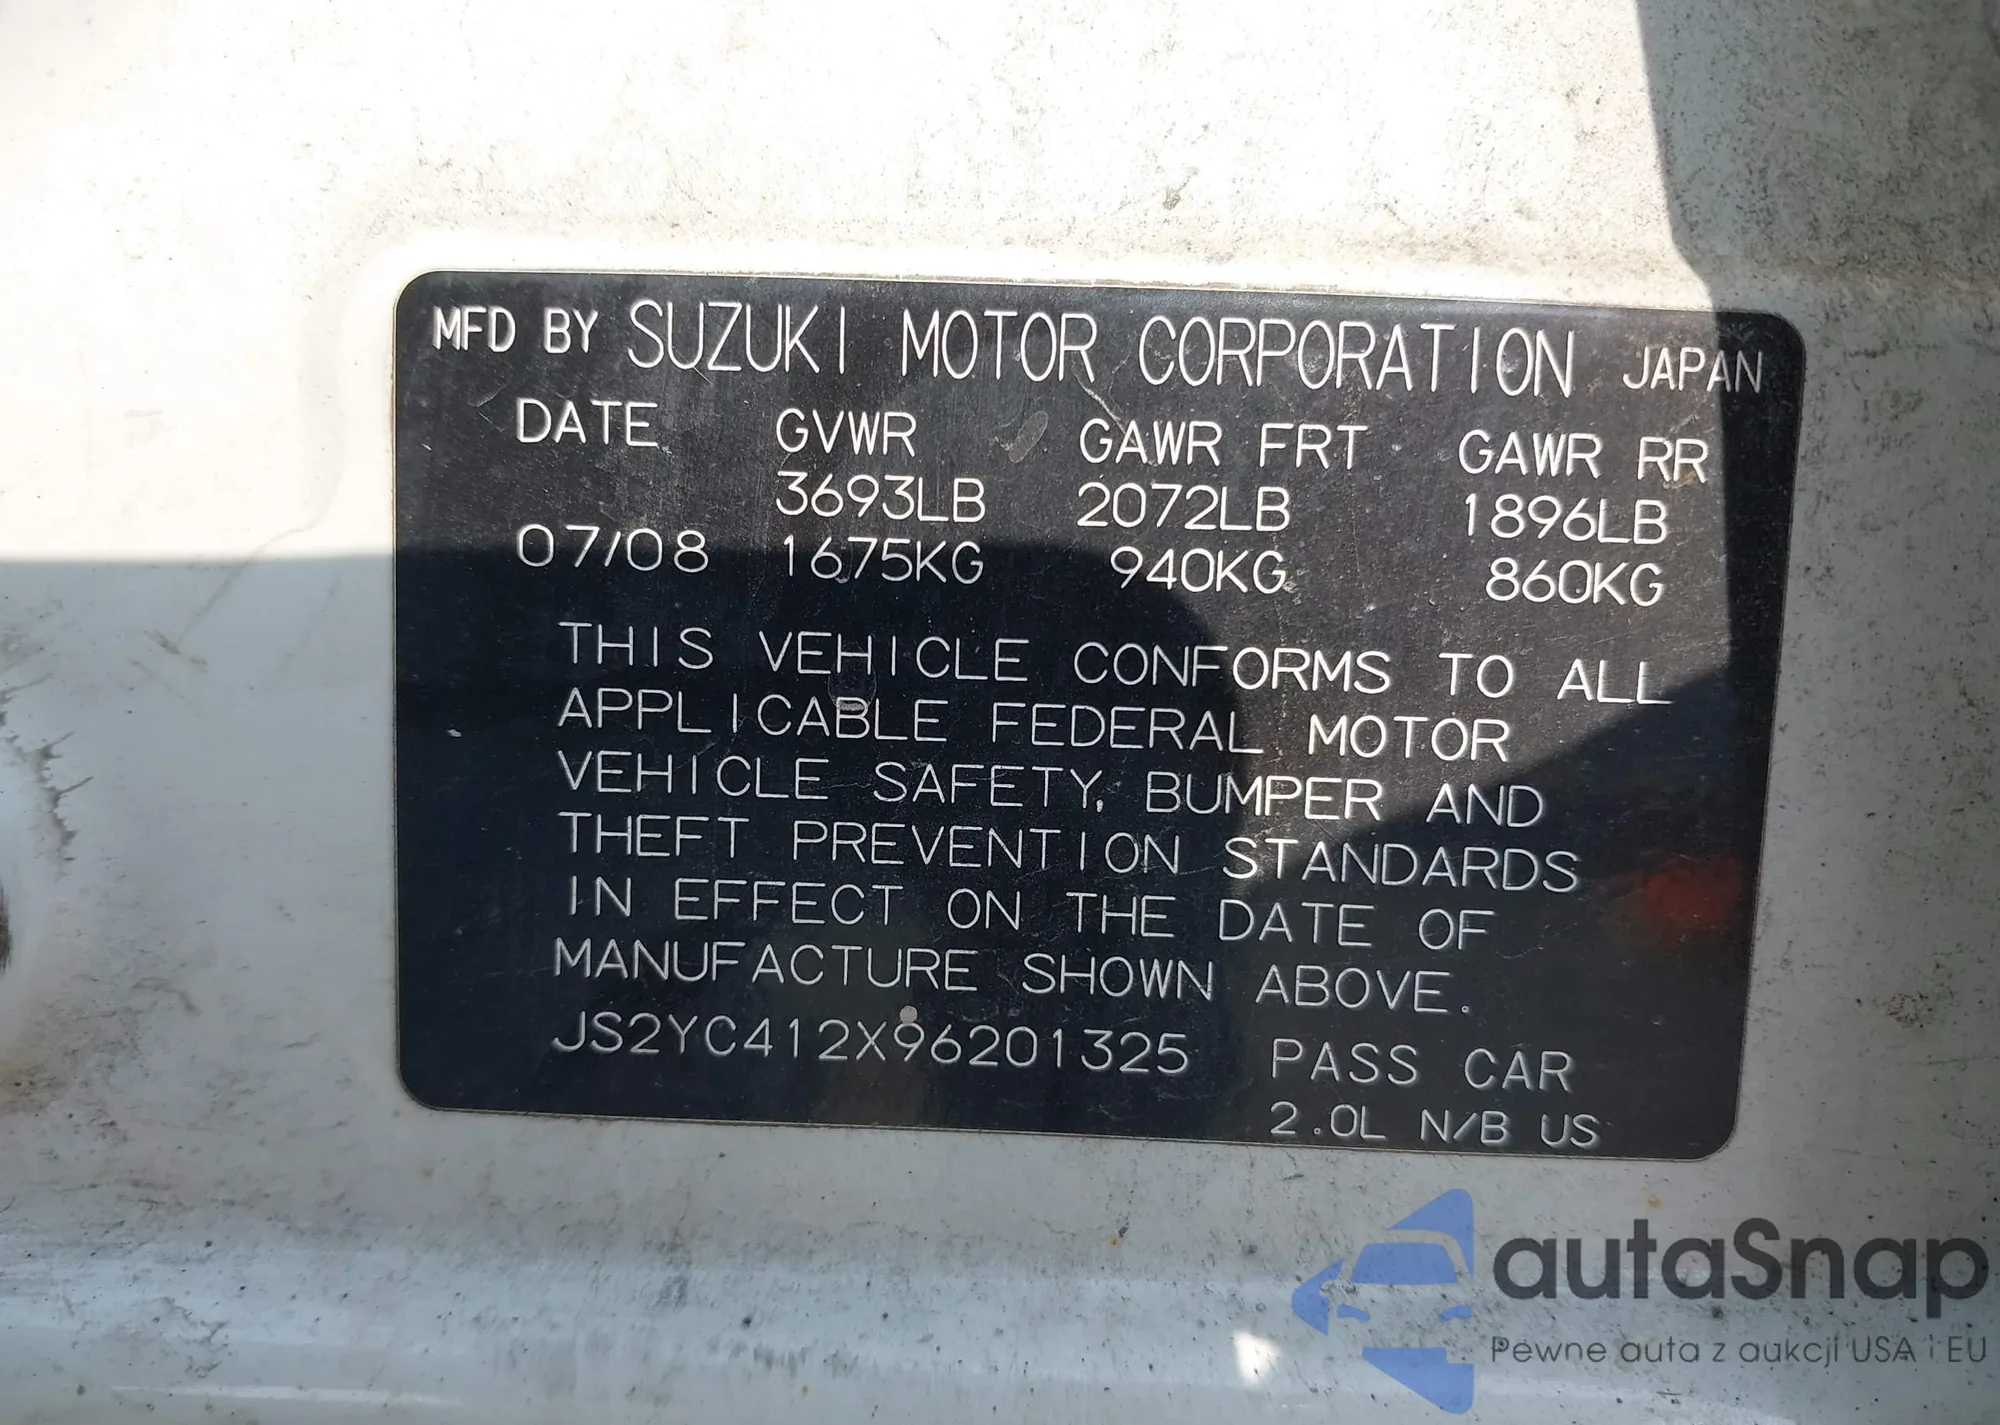 MFD BY SUZUKI MOTOR CORPORATION JAPAN
DATE GVWR GAWR FRT GAWR RR
3693LB 2072LB 1896LB
07/08 1675KG 940KG 860KG
THIS VEHICLE CONFORMS TO ALL
APPLICABLE FEDERAL MOTOR
VEHICLE SAFETY, BUMPER AND
THEFT PREVENTION STANDARDS
IN EFFECT ON THE DATE OF
MANUFACTURE SHOWN ABOVE.
JS2YC412X96201325 PASS CAR
2.0L N/B US
autaSnap
Pewne auta z aukcji USA i EU